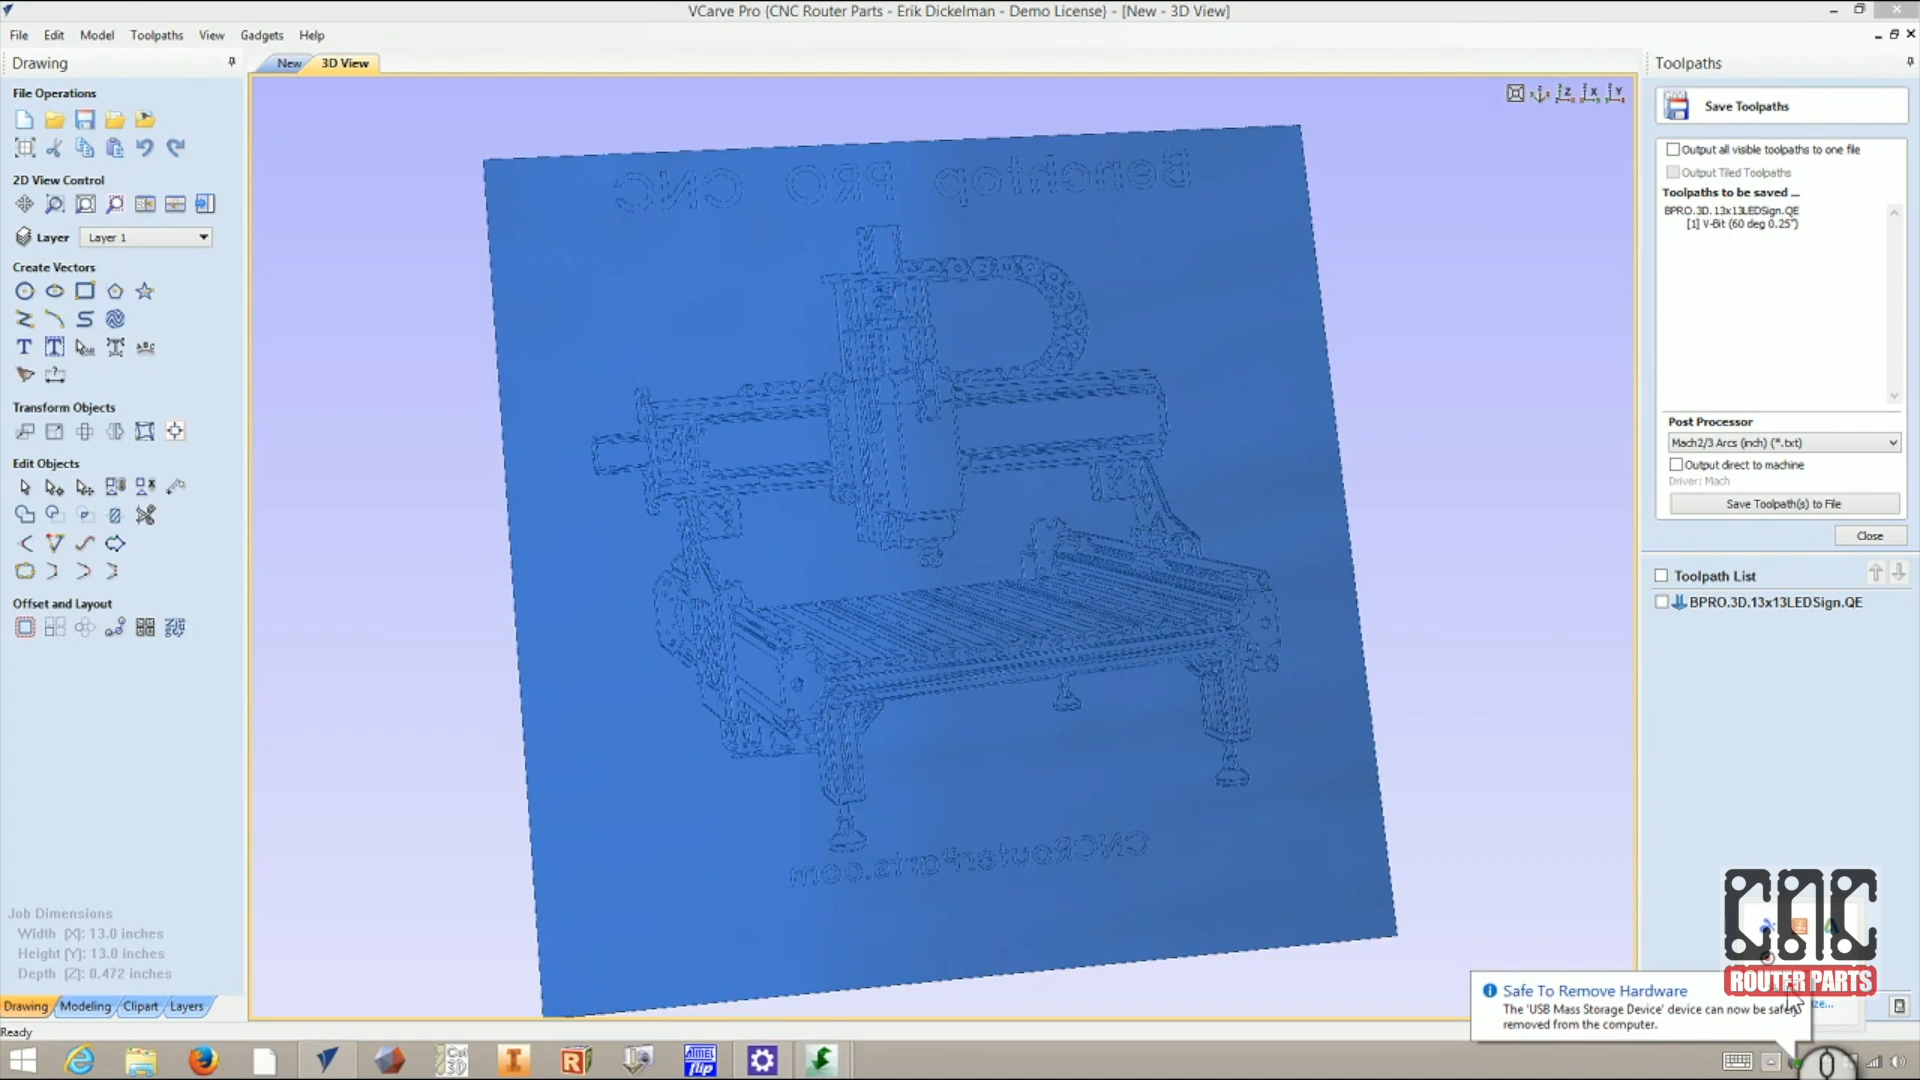 VCarve Pro {CNC Router Parts - Erik Dickelman - Demo License} - [New - 3D View]
File Edit Model Toolpaths View Gadgets Help
Drawing
New 3D View
Toolpaths
File Operations
Save Toolpaths
Output all visible toolpaths to one file
Output Tiled Toolpaths
2D View Control
Toolpaths to be saved ...
BPRO.3D.13x13LEDSign.QE
[1] V-Bit (60 deg 0.25")
Layer Layer 1
Create Vectors
Benchtop PRO CNC
Transform Objects
Post Processor
Mach2/3 Arcs (inch) (*.txt)
Edit Objects
Output direct to machine
Driver: Mach
Save Toolpath(s) to File
Close
Toolpath List
BPRO.3D.13x13LEDSign.QE
Offset and Layout
CNCRouterParts.com
Job Dimensions
Width (X): 13.0 inches
Height (Y): 13.0 inches
Depth (Z): 0.472 inches
CNC
ROUTER PARTS
Safe To Remove Hardware
The 'USB Mass Storage Device' device can now be safely
removed from the computer.
Drawing Modeling Clipart Layers
Ready
ATMEL
flip